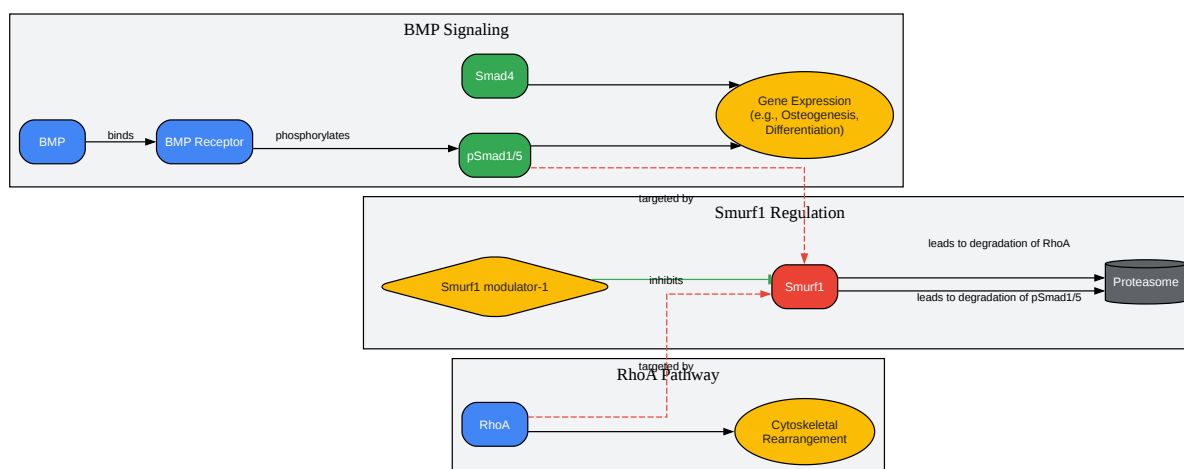 BMP Signaling
Smad4
Gene Expression
(e.g., Osteogenesis,
Differentiation)
BMP
binds
BMP Receptor
phosphorylates
pSmad1/5
targeted by
Smurf1 Regulation
leads to degradation of RhoA
Smurf1 modulator-1
inhibits
Smurf1
Proteasome
leads to degradation of pSmad1/5
targeted by
RhoA Pathway
RhoA
Cytoskeletal
Rearrangement